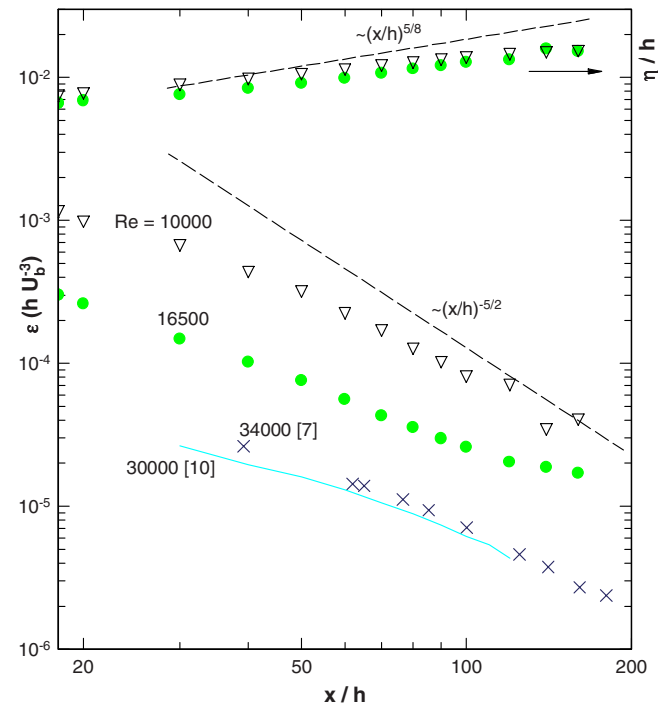 ~(x/h)^5/8
10^-2
η / h
10^-3
Re = 10000
ε (h U_b^-3)
~(x/h)^-5/2
16500
10^-4
34000 [7]
30000 [10]
10^-5
10^-6
20 50 100 200
x / h